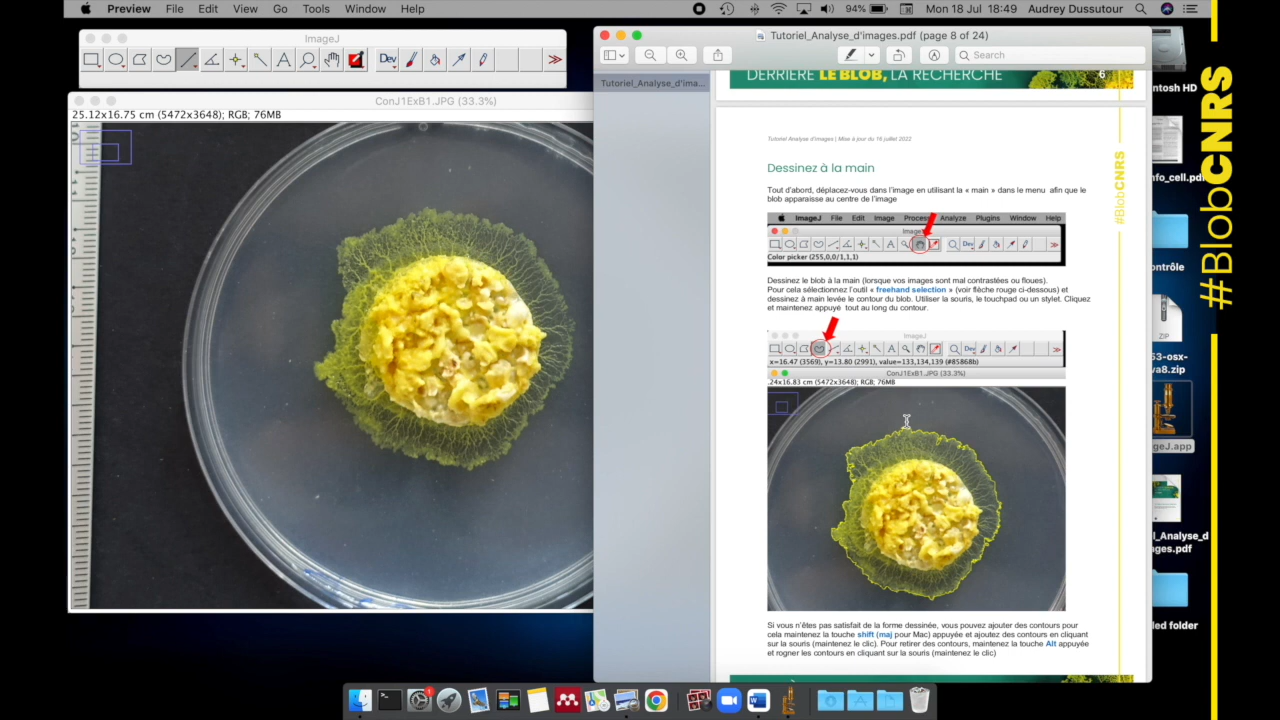 Preview File Edit View Go Tools Window Help
94% Mon 18 Jul 18:49 Audrey Dussutour
ImageJ
Dev
ConJ1ExB1.JPG (33.3%)
25.12x16.75 cm (5472x3648); RGB; 76MB
Tutoriel_Analyse_d'images.pdf (page 8 of 24)
Search
Tutoriel_Analyse_d'ima...
DERRIÈRE LE BLOB, LA RECHERCHE
6
Tutoriel Analyse d'images | Mise à jour du 16 juillet 2022
Dessinez à la main
Tout d'abord, déplacez-vous dans l'image en utilisant la « main » dans le menu afin que le
blob apparaisse au centre de l'image
ImageJ File Edit Image Process Analyze Plugins Window Help
Dev
Color picker (255,0,0/1,1,1)
Dessinez le blob à la main (lorsque vos images sont mal contrastées ou floues).
Pour cela sélectionnez l'outil « freehand selection » (voir flèche rouge ci-dessous) et
dessinez à main levée le contour du blob. Utiliser la souris, le touchpad ou un stylet. Cliquez
et maintenez appuyé tout au long du contour.
ImageJ
Dev
x=16.47 (3569), y=13.80 (2991), value=133,134,139 (#85868b)
ConJ1ExB1.JPG (33.3%)
.24x16.83 cm (5472x3648); RGB; 76MB
Si vous n'êtes pas satisfait de la forme dessinée, vous pouvez ajouter des contours pour
cela maintenez la touche shift (maj pour Mac) appuyée et ajoutez des contours en cliquant
sur la souris (maintenez le clic). Pour retirer des contours, maintenez la touche Alt appuyée
et rogner les contours en cliquant sur la souris (maintenez le clic)
#BlobCNRS
ntosh HD
nfo_cell.pdf
ntrôle
ZIP
53-osx-
va8.zip
geJ.app
l_Analyse_d
ges.pdf
led folder
#BlobCNRS